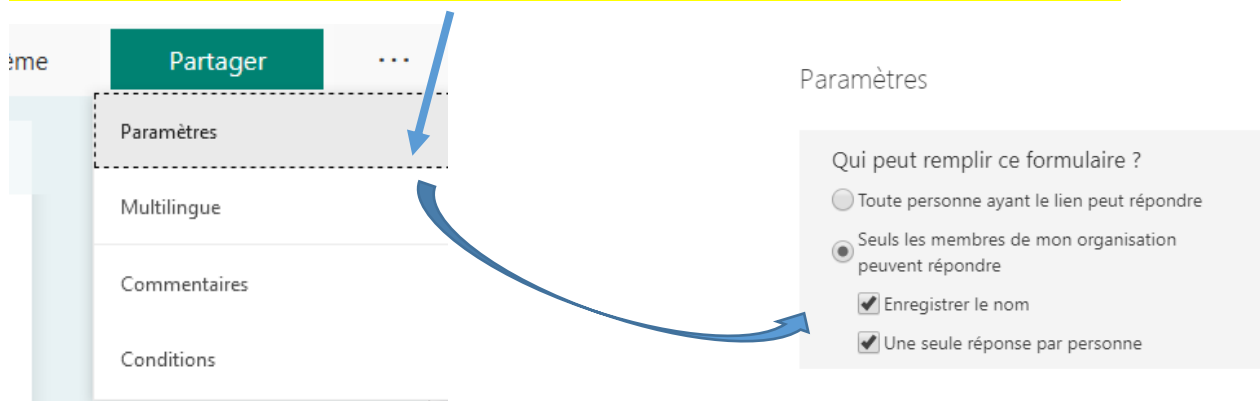 ème
Partager
...
Paramètres
Multilingue
Commentaires
Conditions
Paramètres
Qui peut remplir ce formulaire ?
Toute personne ayant le lien peut répondre
Seuls les membres de mon organisation
peuvent répondre
Enregistrer le nom
Une seule réponse par personne